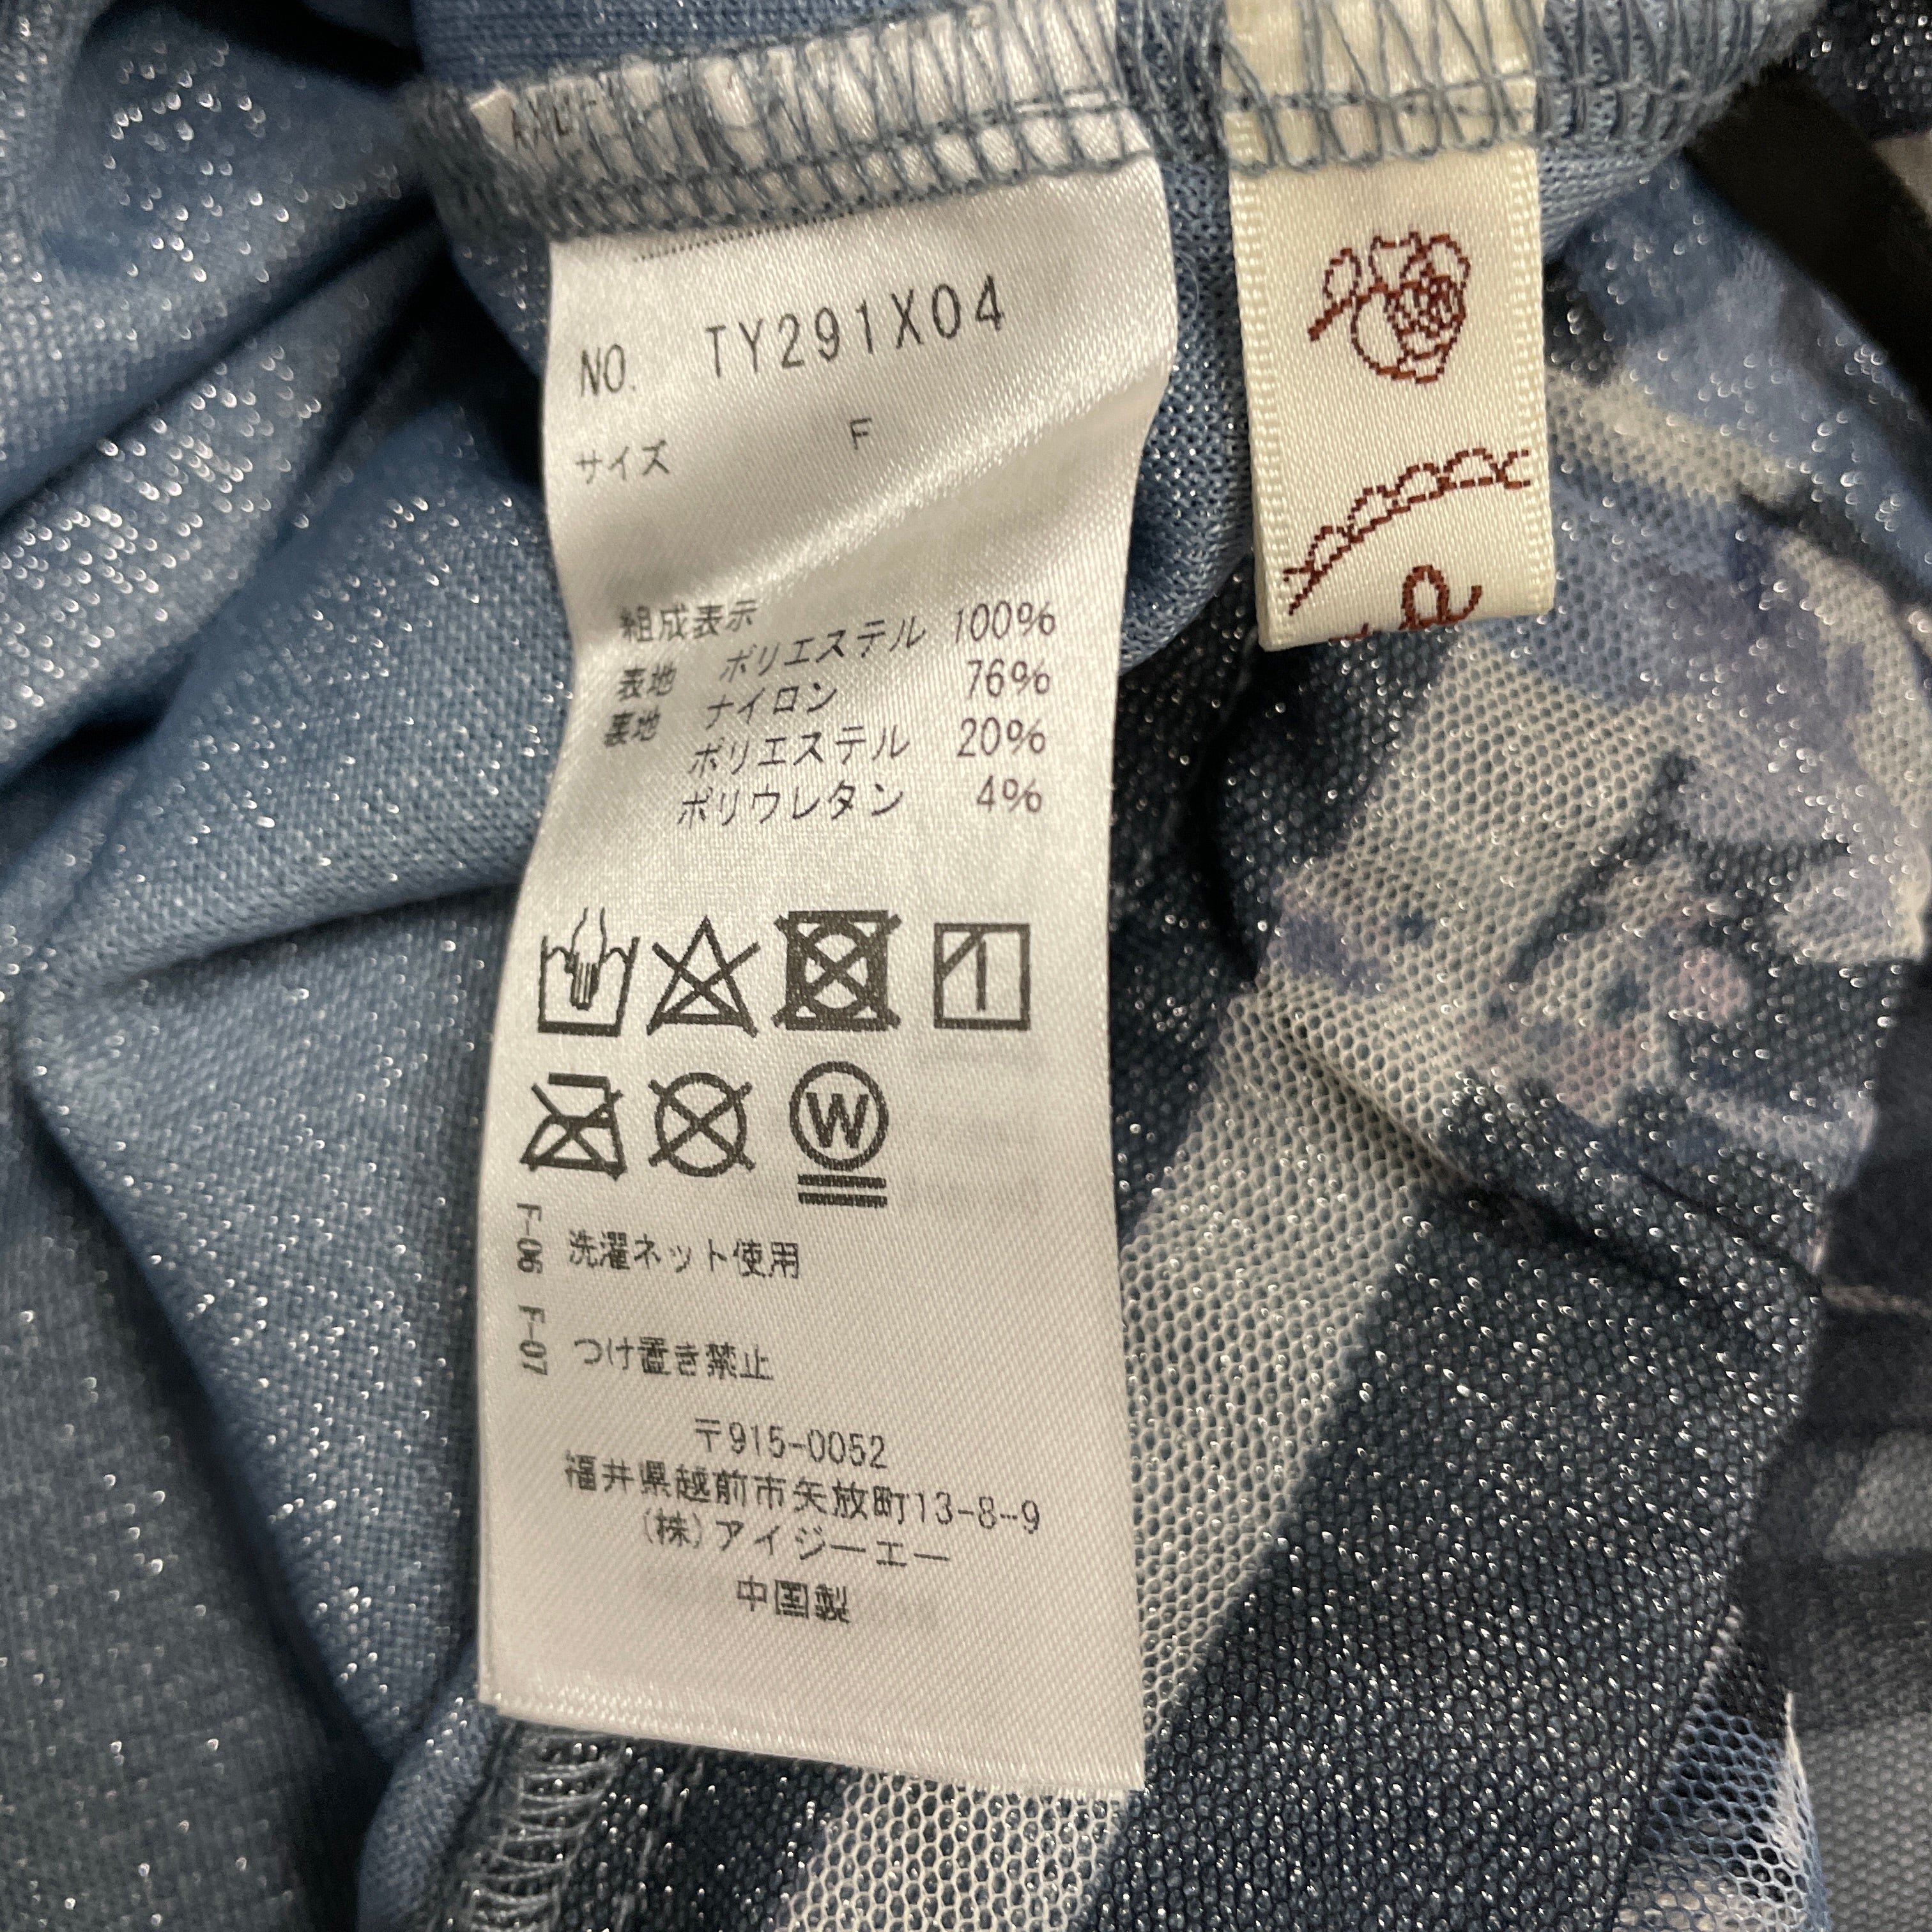 NO. TY291X04
サイズ F
組成表示
表地 ポリエステル 100%
裏地 ナイロン 76%
ポリエステル 20%
ポリウレタン 4%
W
F-06 洗濯ネット使用
F-07 つけ置き禁止
〒915-0052
福井県越前市矢放町13-8-9
(株)アイジーエー
中国製